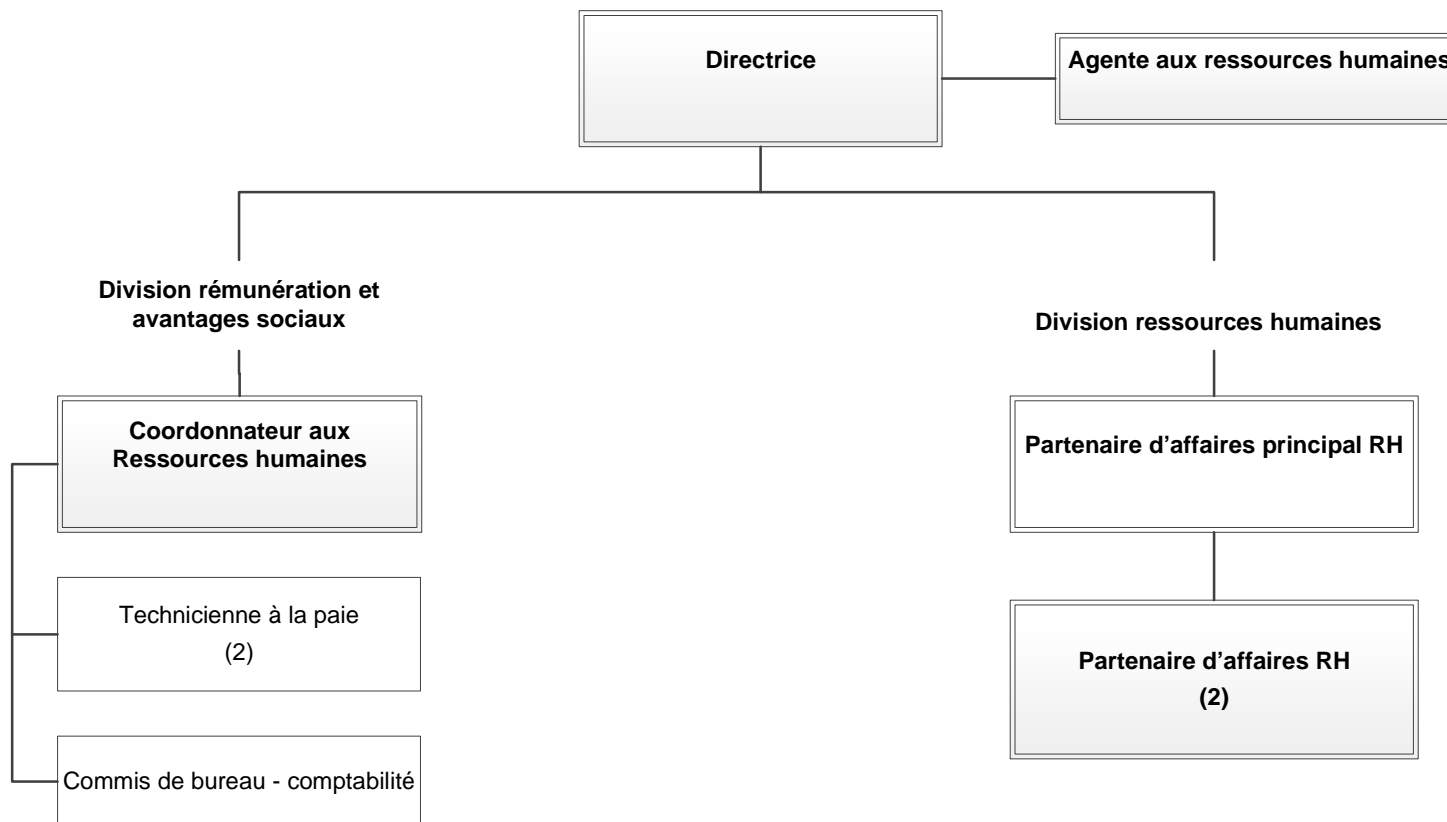 Directrice
Agente aux ressources humaines
Division rémunération et
avantages sociaux
Division ressources humaines
Coordonnateur aux
Ressources humaines
Partenaire d’affaires principal RH
Technicienne à la paie
(2)
Partenaire d’affaires RH
(2)
Commis de bureau - comptabilité